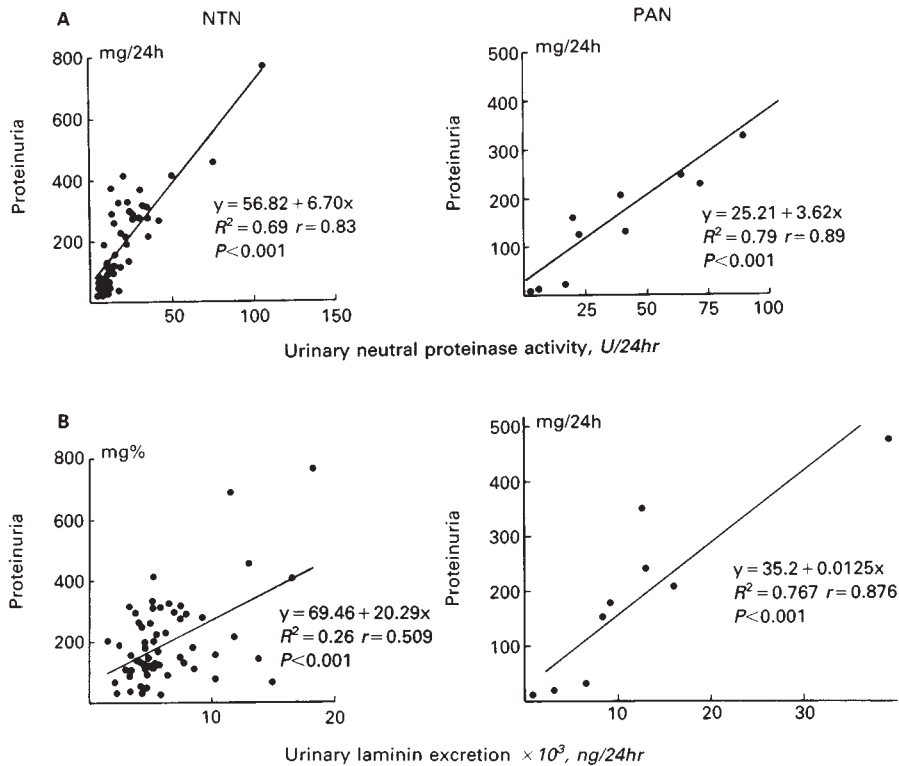 A
NTN
PAN
mg/24h
800
600
400
200
50
100
150
Proteinuria
y = 56.82 + 6.70x
R² = 0.69 r = 0.83
P<0.001
mg/24h
500
400
300
200
100
25
50
75
100
Proteinuria
y = 25.21 + 3.62x
R² = 0.79 r = 0.89
P<0.001
Urinary neutral proteinase activity, U/24hr
B
mg%
800
600
400
200
10
20
Proteinuria
y = 69.46 + 20.29x
R² = 0.26 r = 0.509
P<0.001
mg/24h
500
400
300
200
100
10
20
30
Proteinuria
y = 35.2 + 0.0125x
R² = 0.767 r = 0.876
P<0.001
Urinary laminin excretion ×10³, ng/24hr